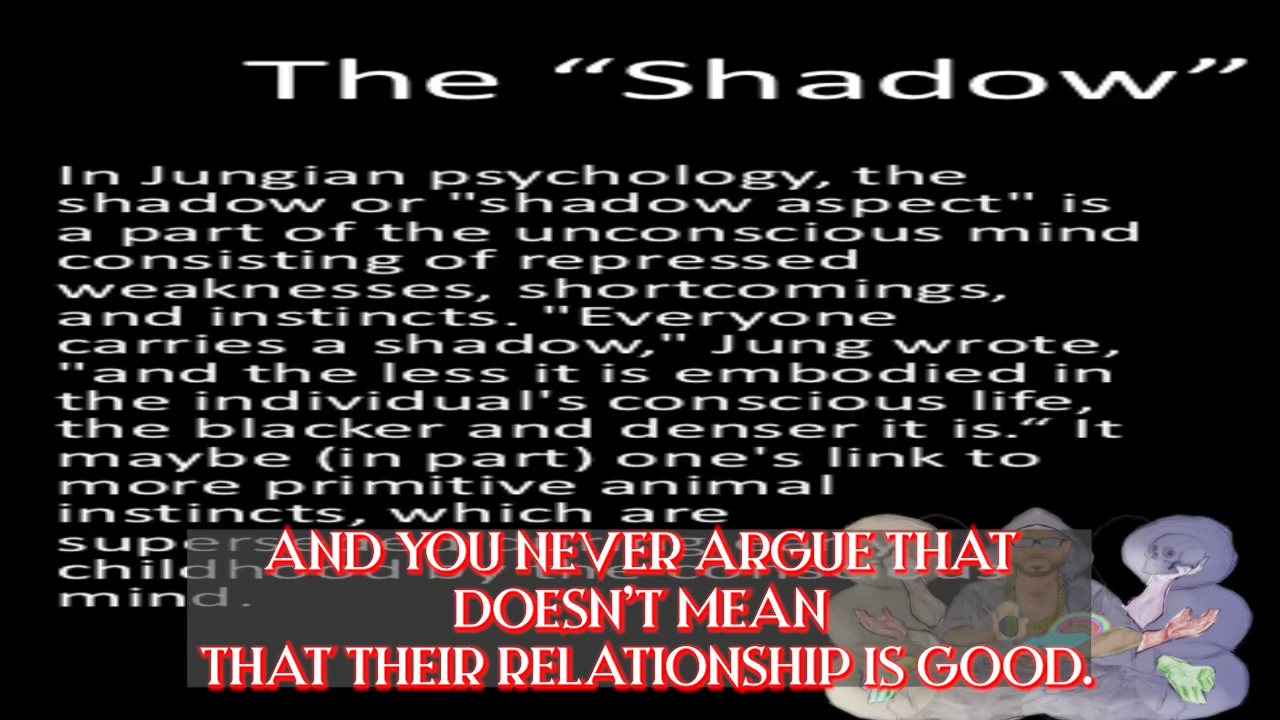 The “Shadow”
In Jungian psychology, the
shadow or "shadow aspect" is
a part of the unconscious mind
consisting of repressed
weaknesses, shortcomings,
and instincts. "Everyone
carries a shadow," Jung wrote,
"and the less it is embodied in
the individual's conscious life,
the blacker and denser it is.“ It
maybe (in part) one's link to
more primitive animal
instincts, which are
childhood by the
mind.
AND YOU NEVER ARGUE THAT
DOESN'T MEAN
THAT THEIR RELATIONSHIP IS GOOD.